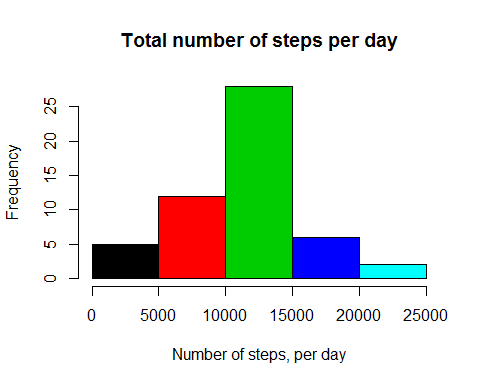 Total number of steps per day
Frequency
25
20
15
10
5
0
0 5000 10000 15000 20000 25000
Number of steps, per day